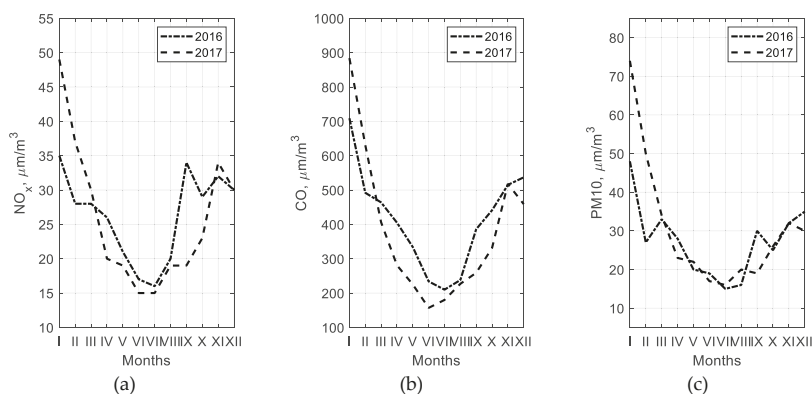 55
50
45
40
35
30
25
20
15
10
NOx, μm/m3
I II III IV V VI VII VIII IX X XI XII
Months
2016
2017
(a)
1000
900
800
700
600
500
400
300
200
100
CO, μm/m3
I II III IV V VI VII VIII IX X XI XII
Months
2016
2017
(b)
80
70
60
50
40
30
20
10
PM10, μm/m3
I II III IV V VI VII VIII IX X XI XII
Months
2016
2017
(c)